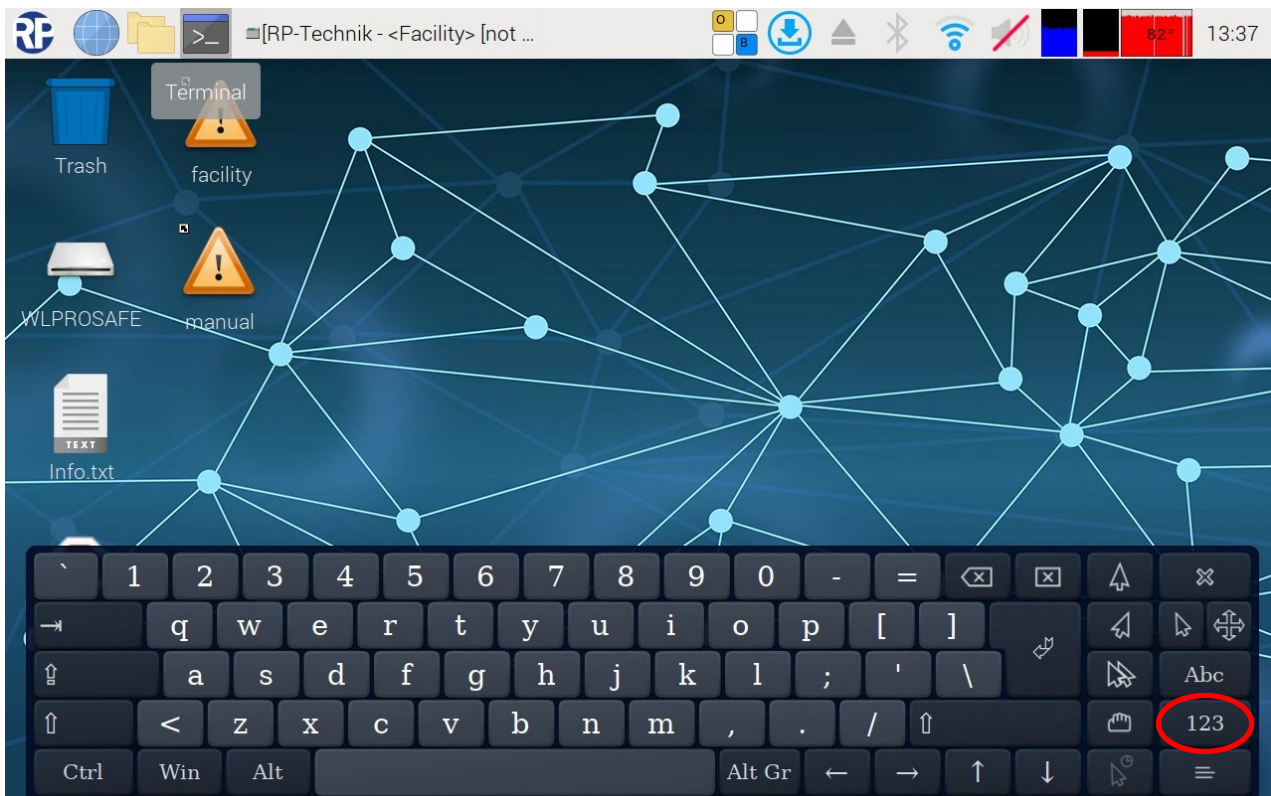 RP >_ [RP-Technik - <Facility> [not ... O B 82° 13:37
Terminal
Trash
facility
WLPROSAFE
manual
TEXT
Info.txt
` 1 2 3 4 5 6 7 8 9 0 - =
q w e r t y u i o p [ ]
a s d f g h j k l ; ' \ Abc
< z x c v b n m , . / 123
Ctrl Win Alt Alt Gr ← → ↑ ↓